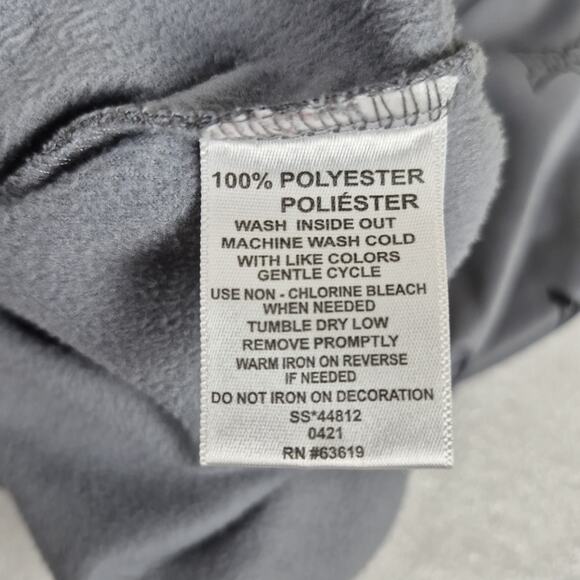 100% POLYESTER
POLIÉSTER
WASH INSIDE OUT
MACHINE WASH COLD
WITH LIKE COLORS
GENTLE CYCLE
USE NON - CHLORINE BLEACH
WHEN NEEDED
TUMBLE DRY LOW
REMOVE PROMPTLY
WARM IRON ON REVERSE
IF NEEDED
DO NOT IRON ON DECORATION
SS*44812
0421
RN #63619